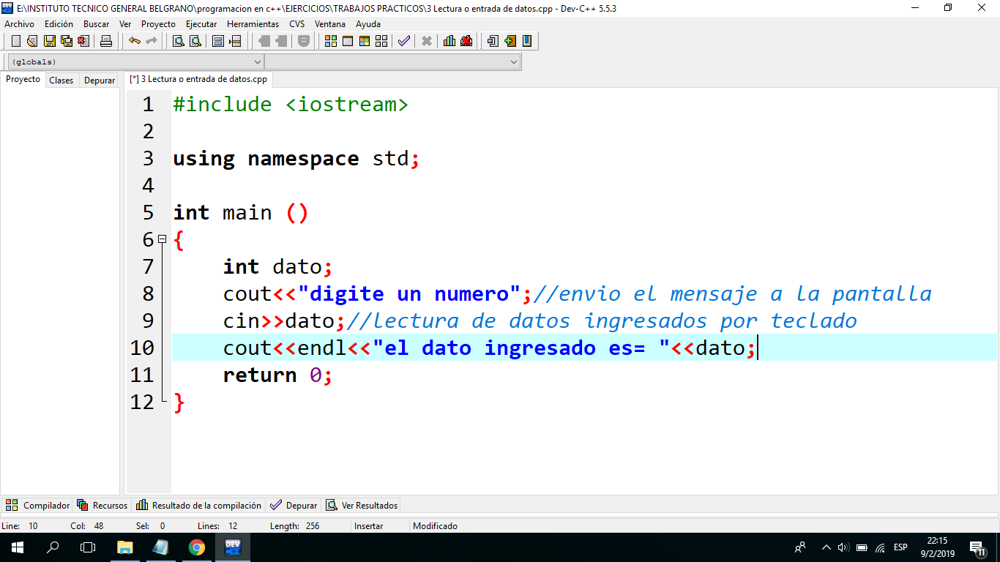 E:\INSTITUTO TECNICO GENERAL BELGRANO\programacion en c++\EJERCICIOS\TRABAJOS PRACTICOS\3 Lectura o entrada de datos.cpp - Dev-C++ 5.5.3
Archivo Edición Buscar Ver Proyecto Ejecutar Herramientas CVS Ventana Ayuda
(globals)
Proyecto Clases Depurar [*] 3 Lectura o entrada de datos.cpp
1 #include <iostream>
2
3 using namespace std;
4
5 int main ()
6 {
7 int dato;
8 cout<<"digite un numero";//envio el mensaje a la pantalla
9 cin>>dato;//lectura de datos ingresados por teclado
10 cout<<endl<<"el dato ingresado es= "<<dato;
11 return 0;
12 }
Compilador Recursos Resultado de la compilación Depurar Ver Resultados
Line: 10 Col: 48 Sel: 0 Lines: 12 Length: 256 Insertar Modificado
DEV C++ ESP 22:15
9/2/2019 11